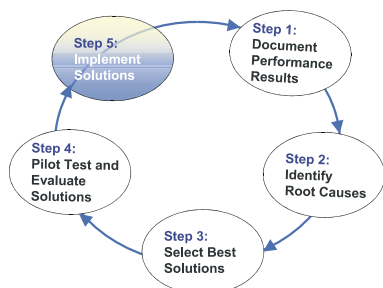 Step 1:
Document
Performance
Results
Step 2:
Identify
Root Causes
Step 3:
Select Best
Solutions
Step 4:
Pilot Test and
Evaluate
Solutions
Step 5:
Implement
Solutions